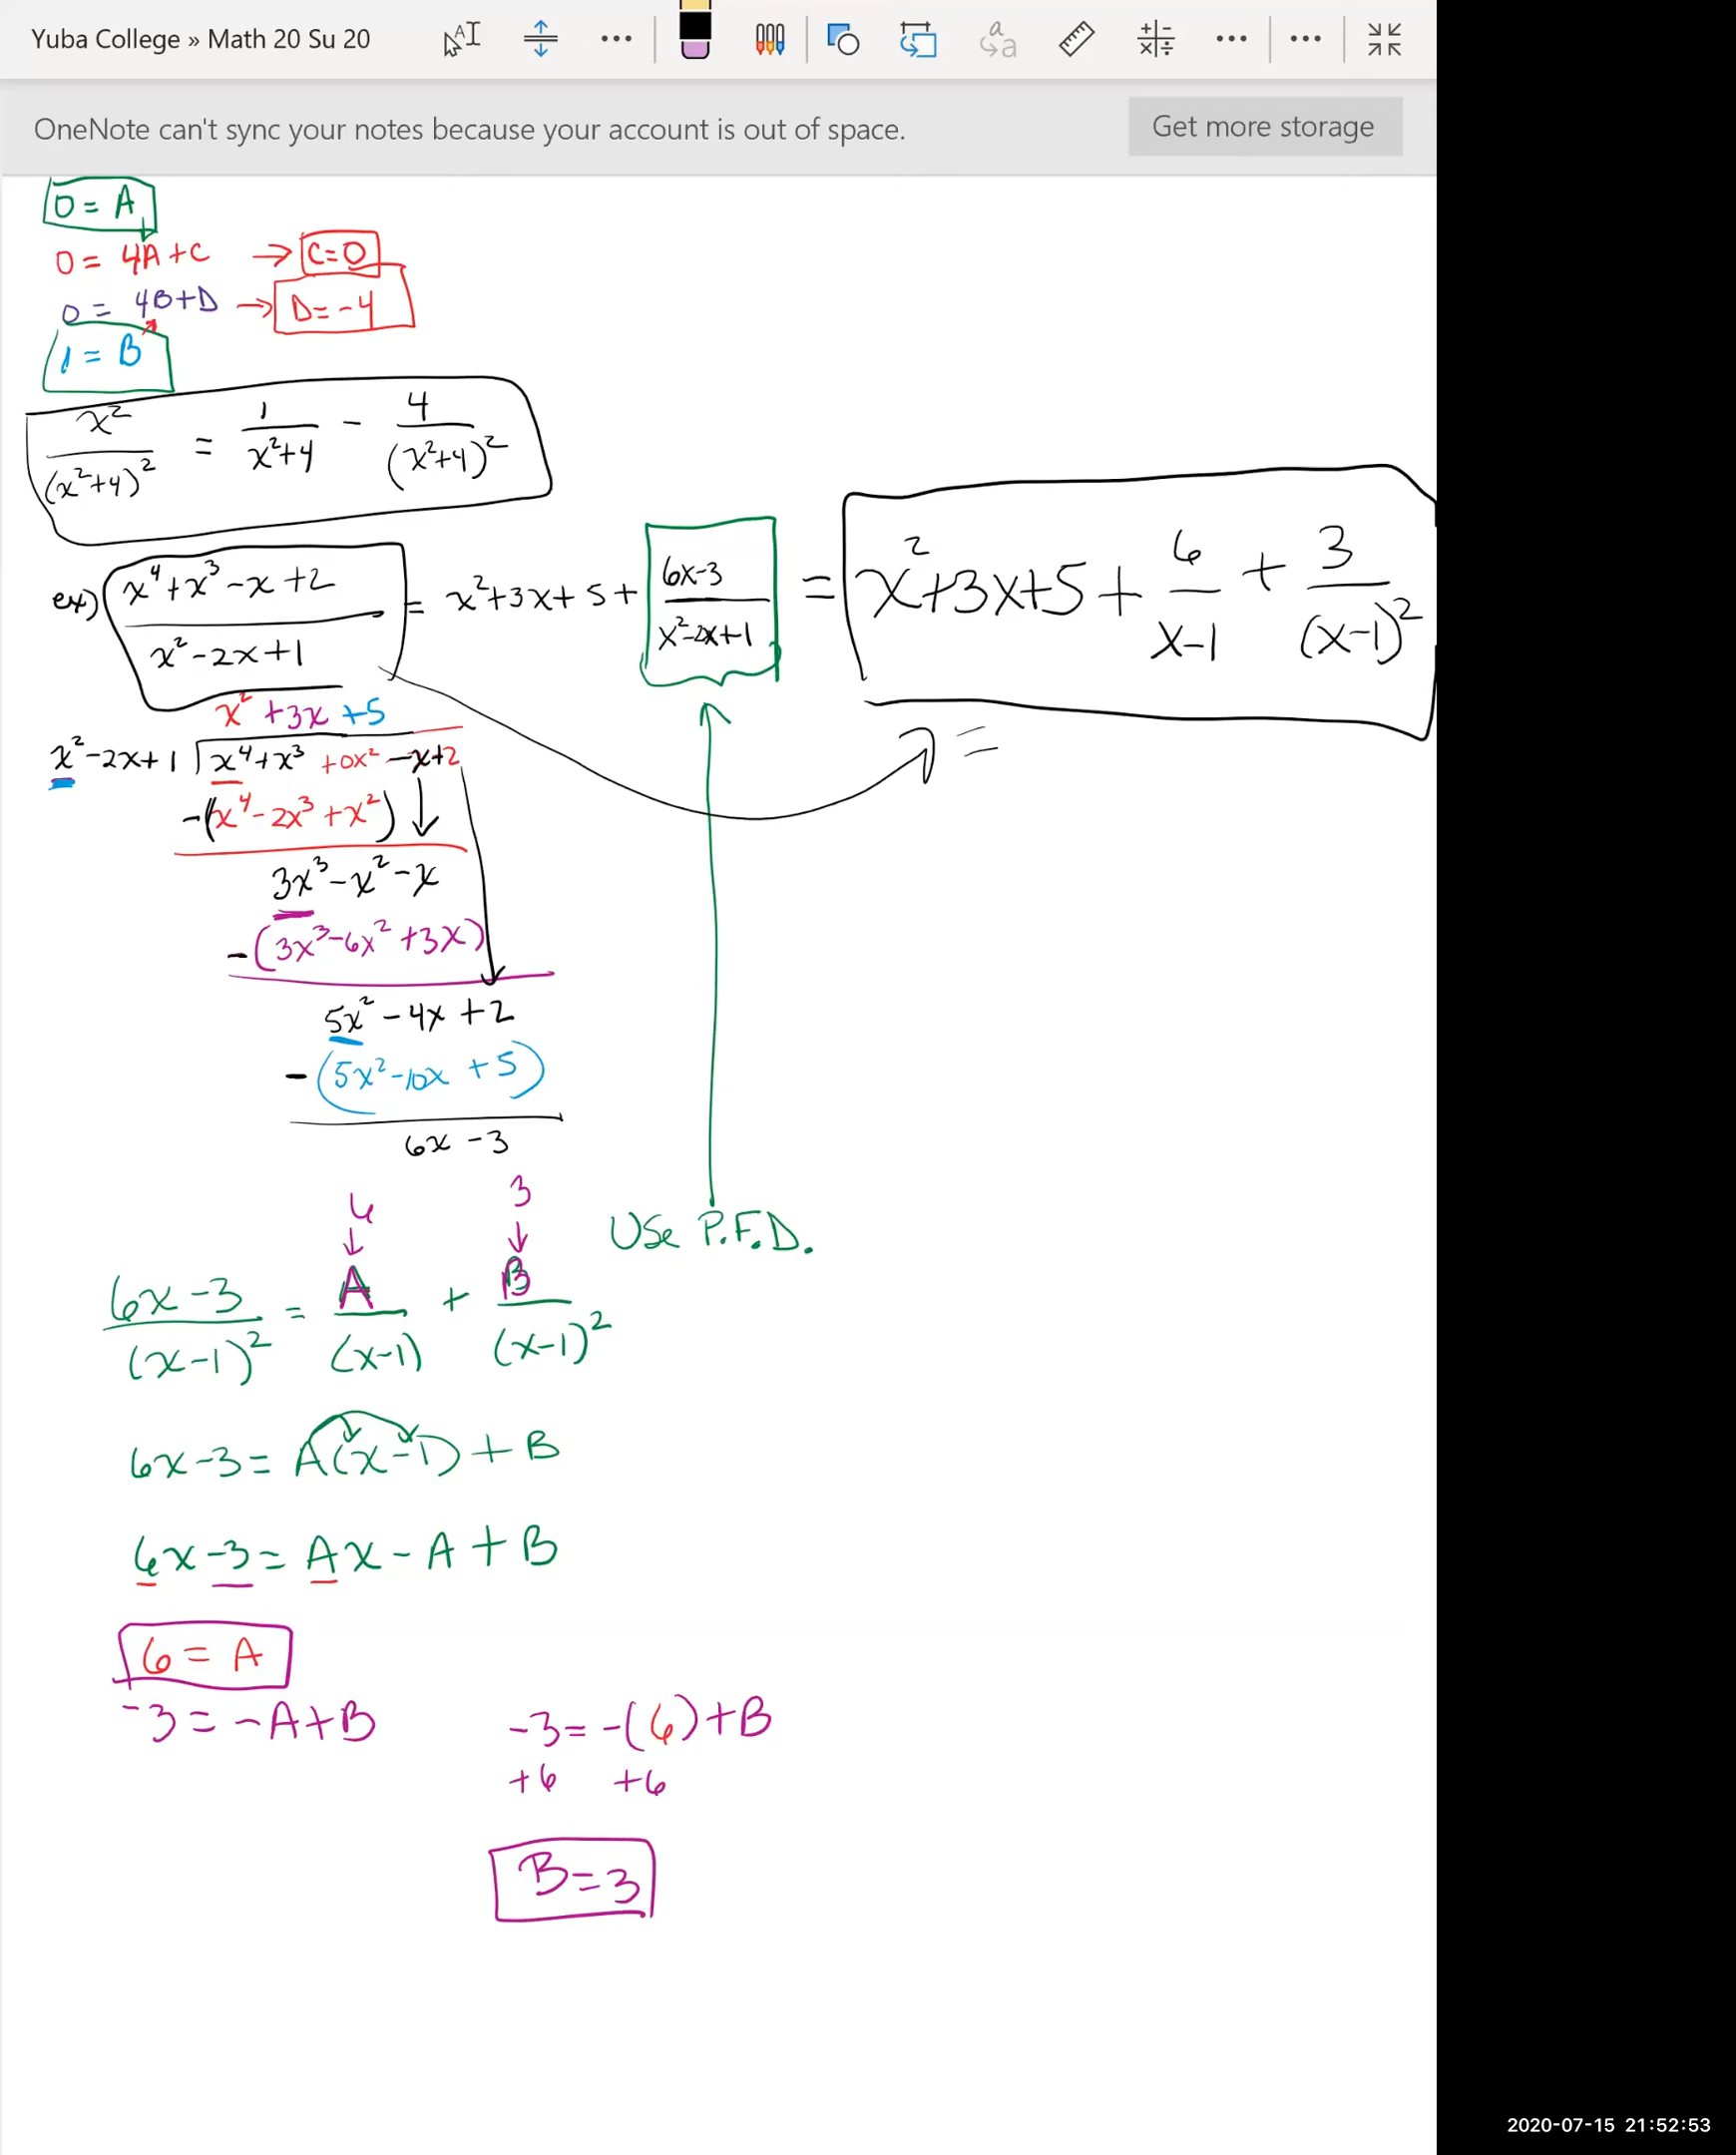 Yuba College » Math 20 Su 20
OneNote can't sync your notes because your account is out of space.
Get more storage
0 = A
0 = 4A+C → C=0
0 = 4B+D → D=-4
1 = B
x²/(x²+4)² = 1/(x²+4) - 4/(x²+4)²
ex) (x⁴+x³-x+2)/(x²-2x+1) = x²+3x+5+ (6x-3)/(x²-2x+1) = x²+3x+5+ 6/(x-1) + 3/(x-1)²
x² +3x +5
x²-2x+1 ) x⁴+x³ +0x² -x+2
=
-(x⁴-2x³+x²) ↓
3x³-x²-x
-(3x³-6x²+3x)
5x²-4x+2
-(5x²-10x+5)
6x-3
6 3
↓ ↓
Use P.F.D.
(6x-3)/(x-1)² = A/(x-1) + B/(x-1)²
6x-3 = A(x-1)+B
6x-3 = Ax-A+B
6 = A
-3 = -A+B
-3 = -(6)+B
+6 +6
B=3
2020-07-15 21:52:53